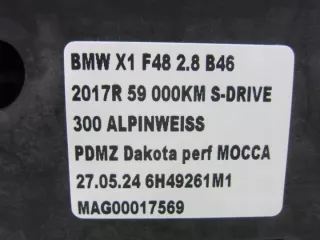 BMW X1 F48 2.8 B46
2017R 59 000KM S-DRIVE
300 ALPINWEISS
PDMZ Dakota perf MOCCA
27.05.24 6H49261M1
MAG00017569